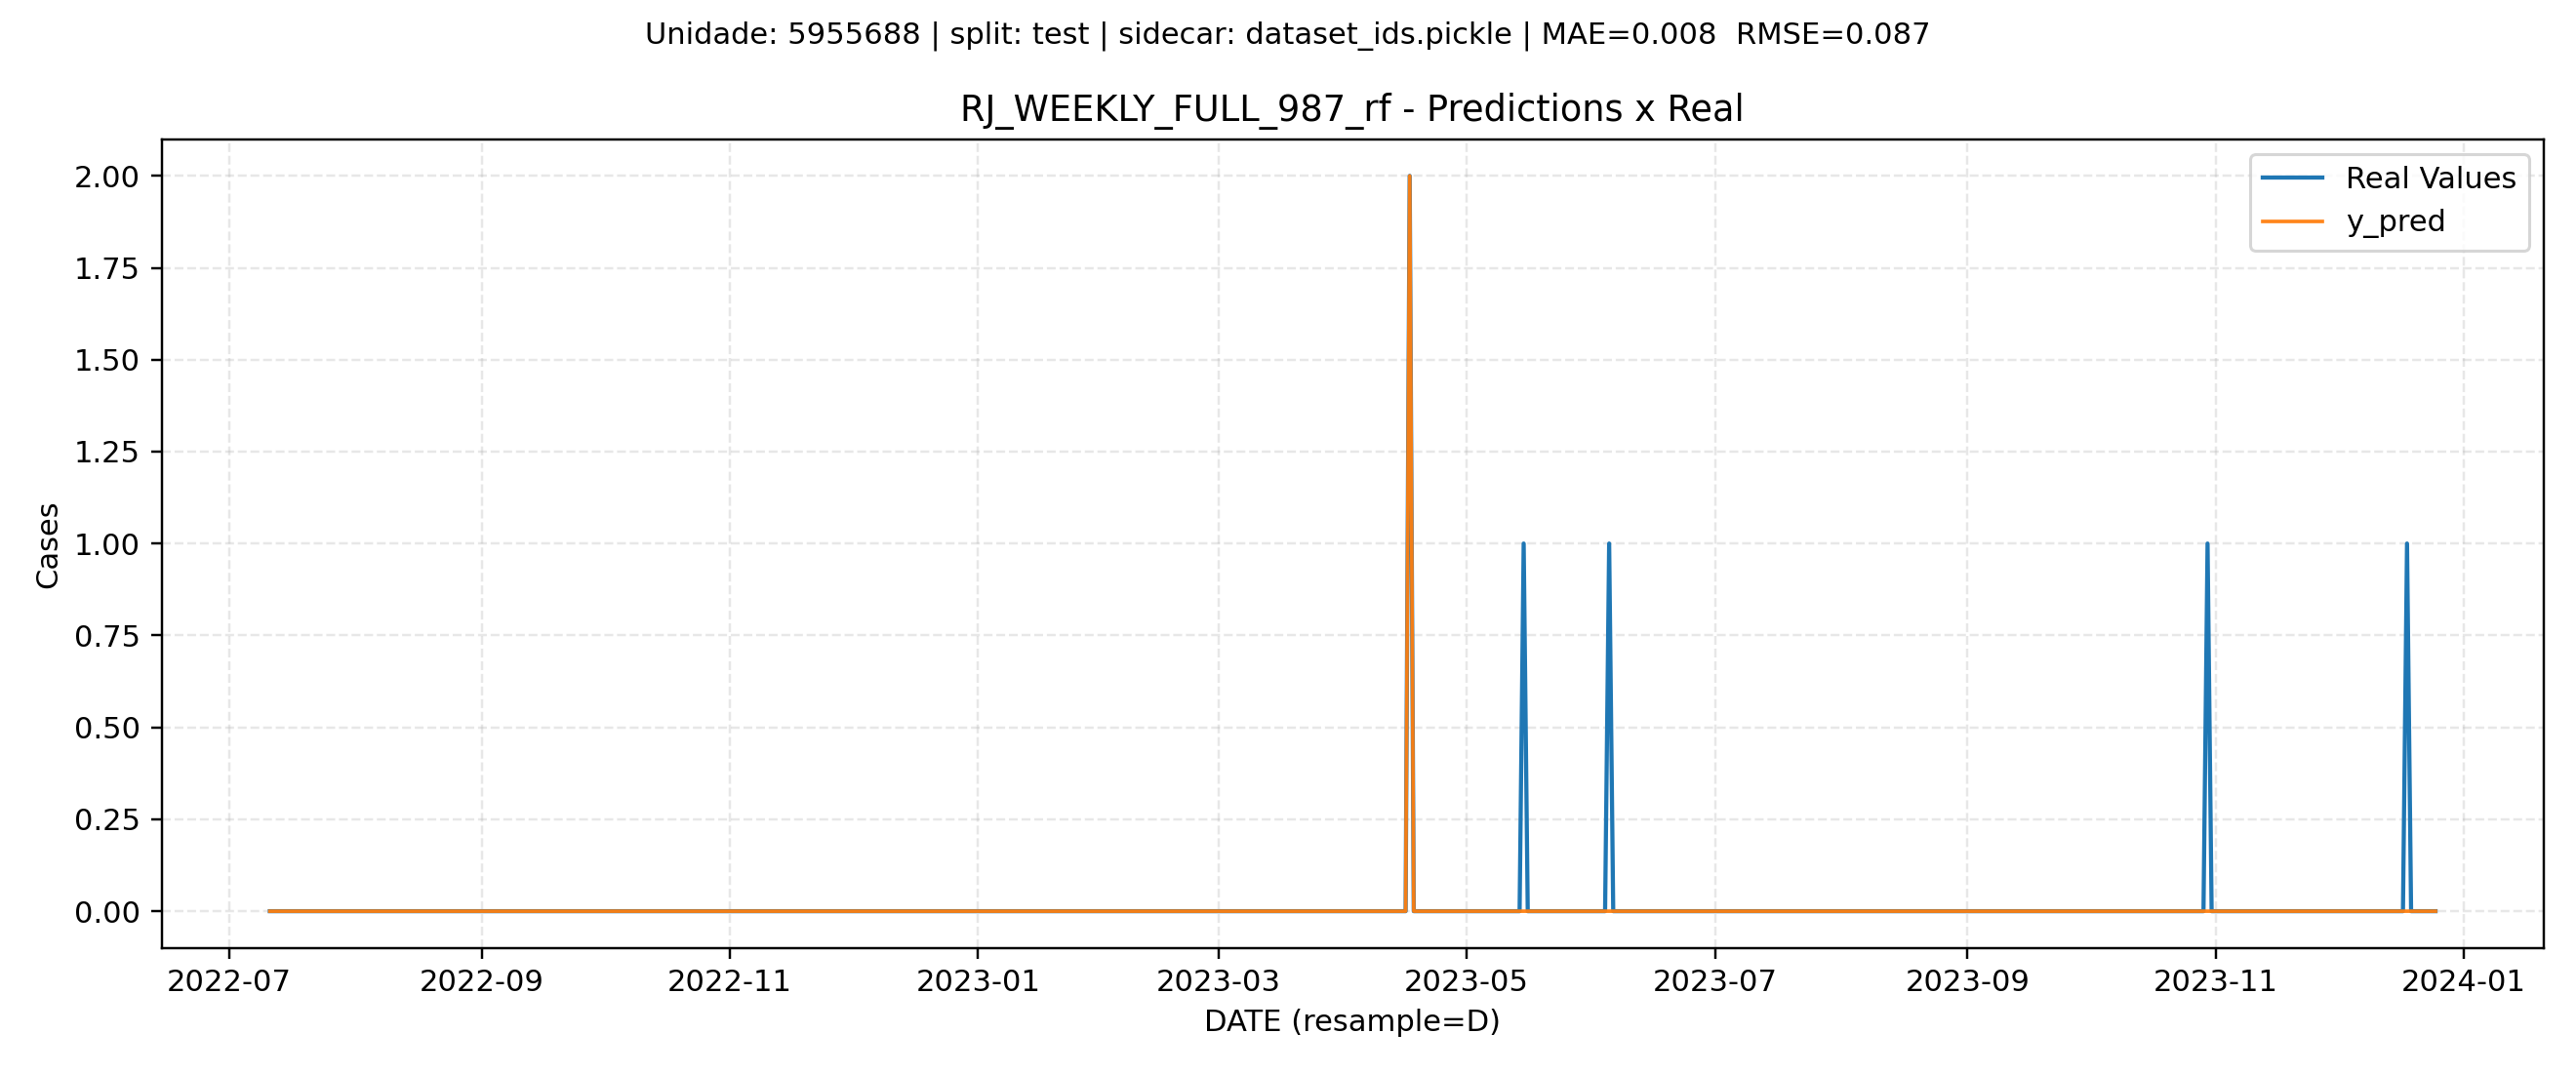 Unidade: 5955688 | split: test | sidecar: dataset_ids.pickle | MAE=0.008  RMSE=0.087
RJ_WEEKLY_FULL_987_rf - Predictions x Real
Real Values
y_pred
Cases
2.00
1.75
1.50
1.25
1.00
0.75
0.50
0.25
0.00
2022-07 2022-09 2022-11 2023-01 2023-03 2023-05 2023-07 2023-09 2023-11 2024-01
DATE (resample=D)